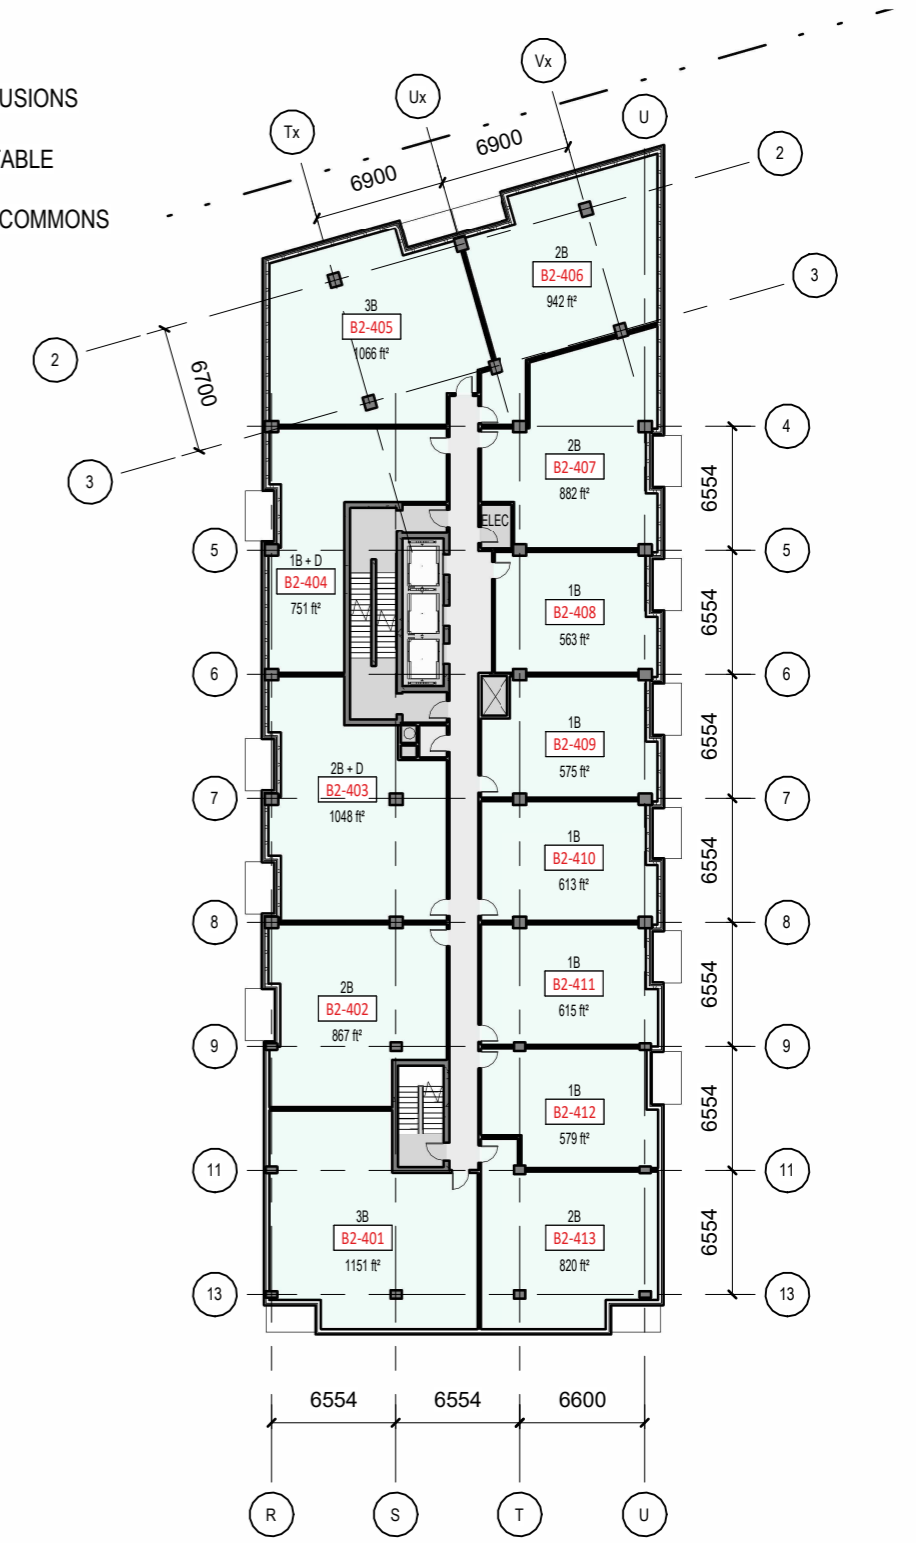 Vx
Ux
USIONS
U
Tx
6900
2
ABLE
6900
COMMONS
2B
B2-406
942 ft²
3
3B
B2-405
1066 ft²
2
6700
4
4
2B
B2-407
882 ft²
3
6554
ELEC
5
5
1B + D
B2-404
751 ft²
1B
B2-408
563 ft²
6554
6
6
1B
B2-409
575 ft²
6554
2B + D
B2-403
1048 ft²
7
7
1B
B2-410
613 ft²
6554
8
8
1B
B2-411
615 ft²
6554
2B
B2-402
867 ft²
9
9
1B
B2-412
579 ft²
6554
11
11
3B
B2-401
1151 ft²
2B
B2-413
820 ft²
6554
13
13
6554
6554
6600
R
S
T
U